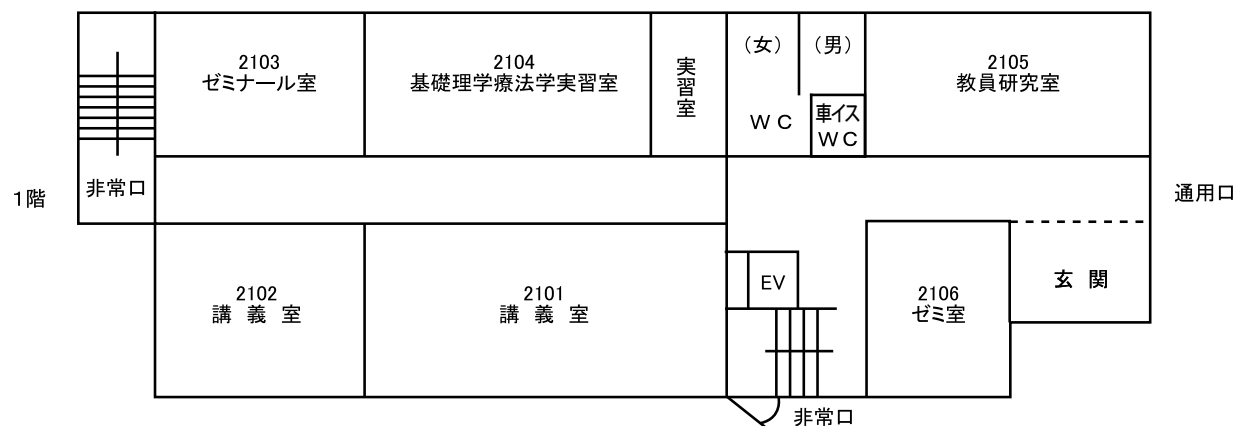 2103
ゼミナール室
2104
基礎理学療法学実習室
実習室
（女）
（男）
ＷＣ
車イス
ＷＣ
2105
教員研究室
1階
非常口
通用口
2102
講義室
2101
講義室
EV
2106
ゼミ室
玄関
非常口